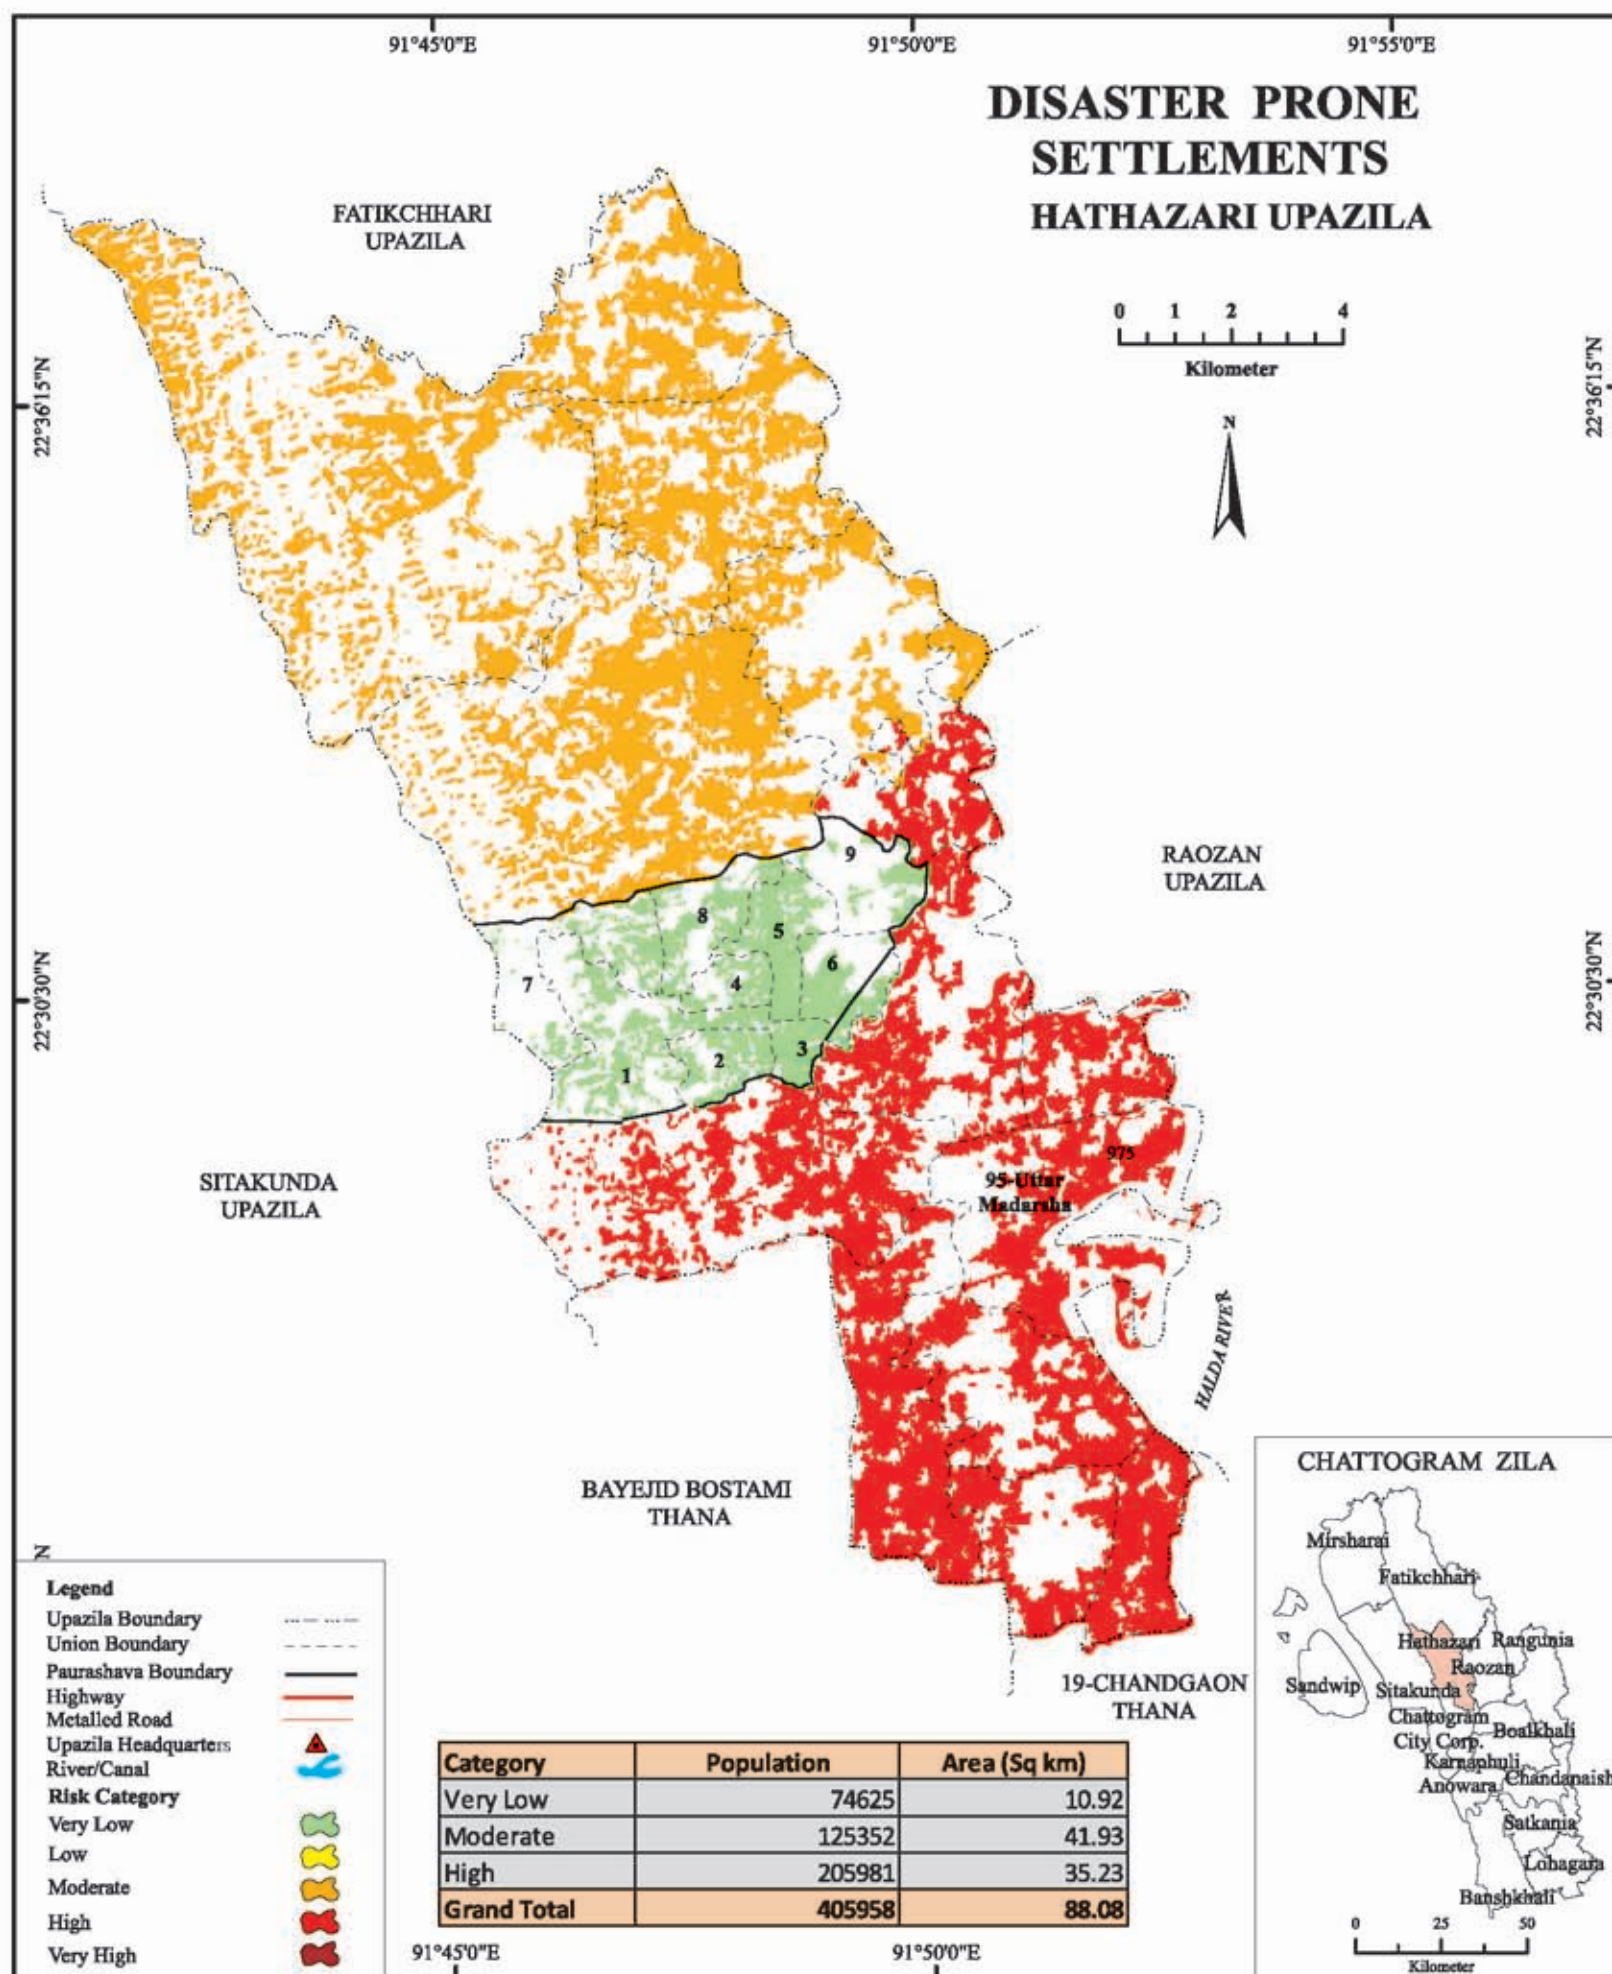 91°45'0"E
91°50'0"E
91°55'0"E
DISASTER PRONE
SETTLEMENTS
HATHAZARI UPAZILA
FATIKCHHARI
UPAZILA
0 1 2 4
Kilometer
22°36'15"N
22°36'15"N
N
RAOZAN
UPAZILA
9
8
5
6
7
4
22°30'30"N
22°30'30"N
3
2
1
975
95-Uttar
Madarsha
SITAKUNDA
UPAZILA
HALDA RIVER
BAYEJID BOSTAMI
THANA
19-CHANDGAON
THANA
N
Legend
Upazila Boundary
Union Boundary
Paurashava Boundary
Highway
Metalled Road
Upazila Headquarters
River/Canal
Risk Category
Very Low
Low
Moderate
High
Very High
Category Population Area (Sq km)
Very Low 74625 10.92
Moderate 125352 41.93
High 205981 35.23
Grand Total 405958 88.08
CHATTOGRAM ZILA
Mirsharai
Fatikchhari
Hathazari Rangunia
Raozan
Sandwip Sitakunda
Chattogram
City Corp. Boalkhali
Karnaphuli
Anowara Chandanaish
Satkania
Lohagara
Banshkhali
0 25 50
Kilometer
91°45'0"E
91°50'0"E